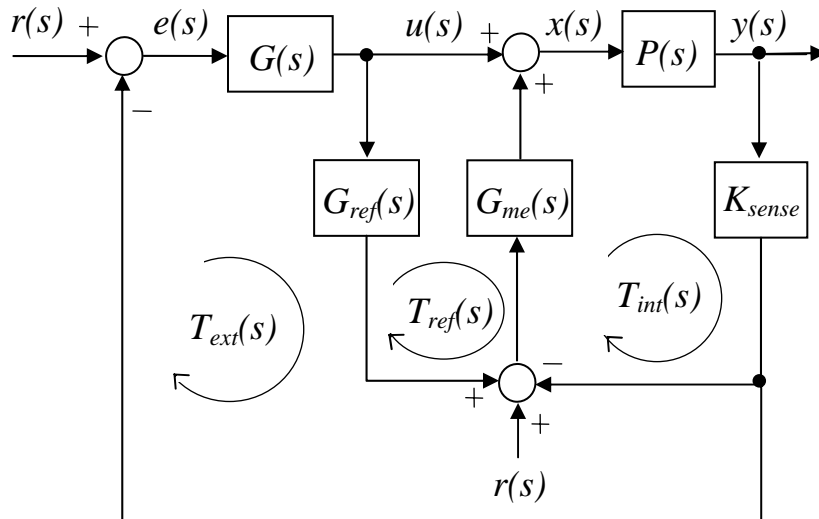 r(s) + e(s) G(s) u(s) + x(s) P(s) y(s)
− +
G_ref(s) G_me(s) K_sense
T_ext(s) T_ref(s) T_int(s)
−
+ +
r(s)